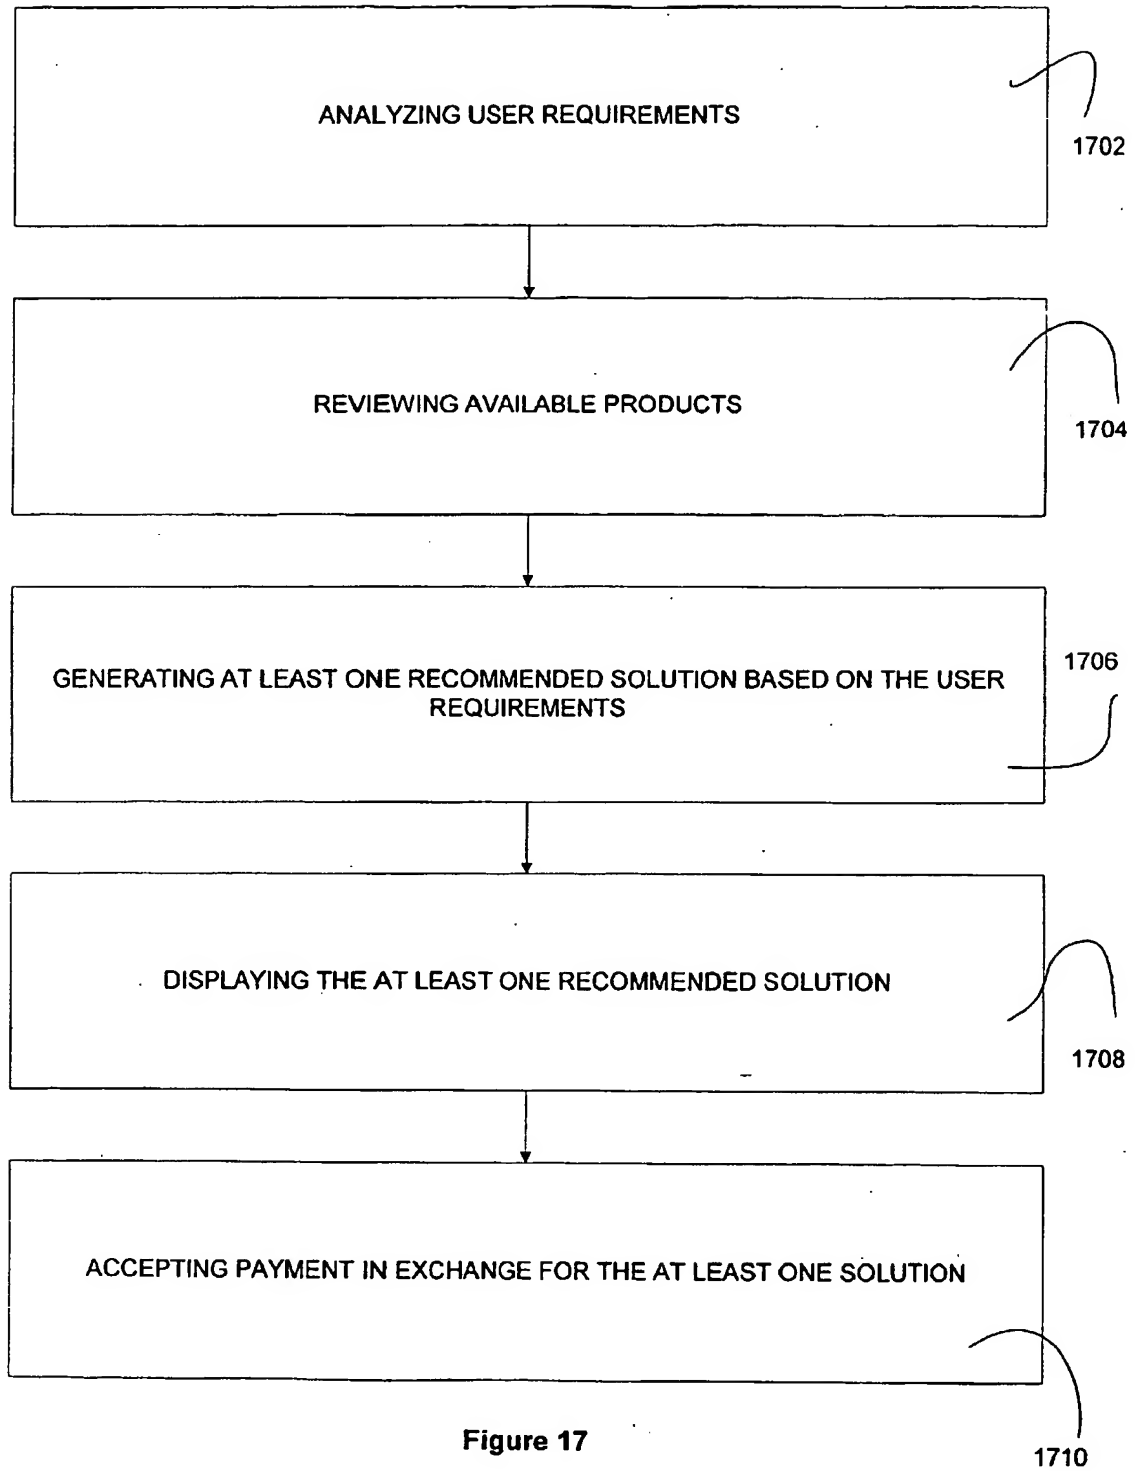 ANALYZING USER REQUIREMENTS
1702
REVIEWING AVAILABLE PRODUCTS
1704
GENERATING AT LEAST ONE RECOMMENDED SOLUTION BASED ON THE USER
REQUIREMENTS
1706
DISPLAYING THE AT LEAST ONE RECOMMENDED SOLUTION
1708
ACCEPTING PAYMENT IN EXCHANGE FOR THE AT LEAST ONE SOLUTION
1710
Figure 17